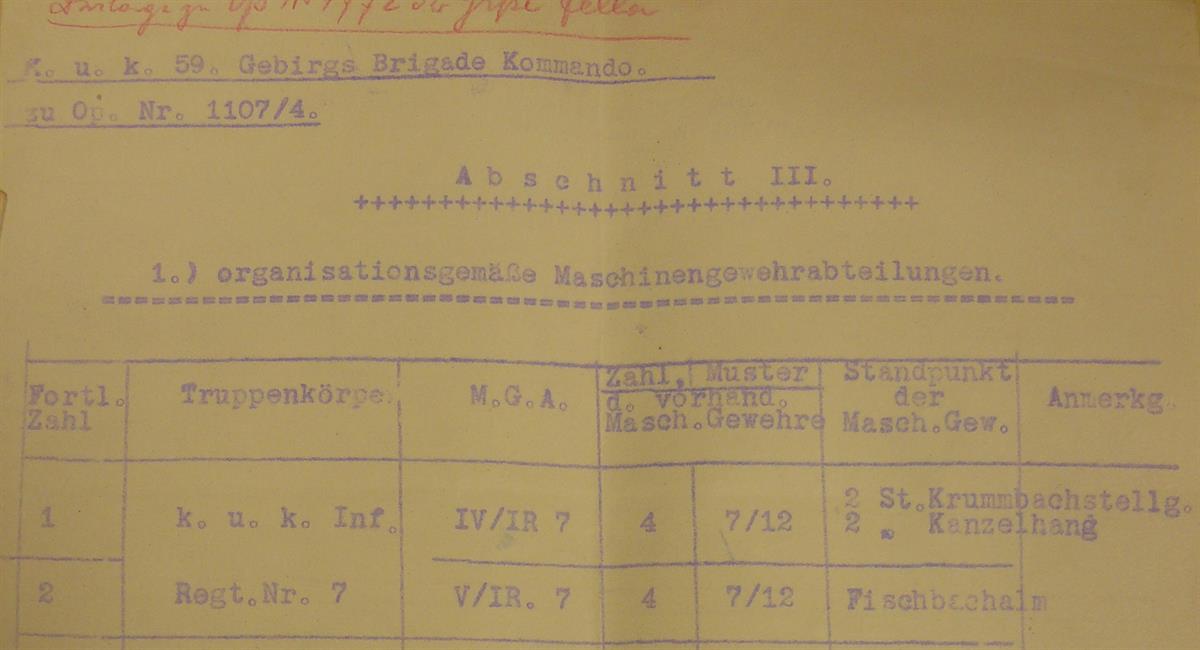 zu Op
K. u. k. 59. Gebirgs Brigade Kommando.
zu Op. Nr. 1107/4.
Abschnitt III.
+++++++++++++++++++++++++++++++++
1.) organisationsgemäße Maschinengewehrabteilungen.
Fortl. Zahl
Truppenkörper
M.G.A.
Zahl, Muster
d. vorhand.
Masch.Gewehre
Standpunkt
der
Masch.Gew.
Anmerkg.
1 k. u. k. Inf. IV/IR 7 4 7/12 2 St.Krummbachstellg.
2 " Kanzelhang
2 Regt.Nr. 7 V/IR. 7 4 7/12 Fischbachalm